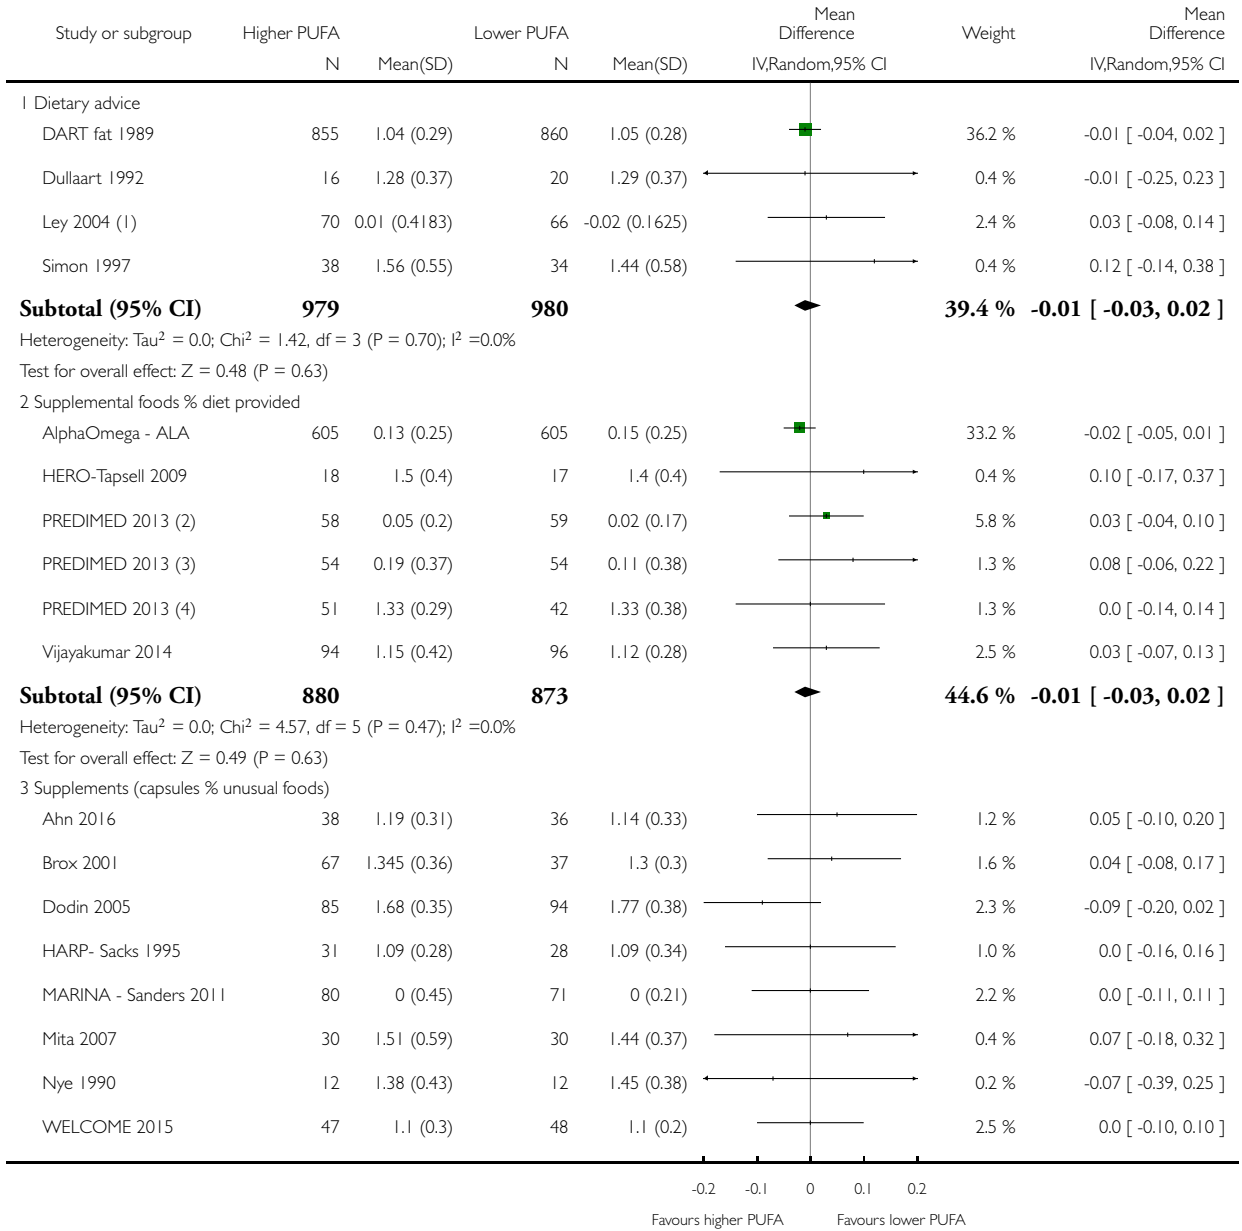 Study or subgroup Higher PUFA Lower PUFA Mean Difference Weight Mean Difference
N Mean(SD) N Mean(SD) IV,Random,95% CI IV,Random,95% CI
1 Dietary advice
DART fat 1989 855 1.04 (0.29) 860 1.05 (0.28) 36.2 % -0.01 [ -0.04, 0.02 ]
Dullaart 1992 16 1.28 (0.37) 20 1.29 (0.37) 0.4 % -0.01 [ -0.25, 0.23 ]
Ley 2004 (1) 70 0.01 (0.4183) 66 -0.02 (0.1625) 2.4 % 0.03 [ -0.08, 0.14 ]
Simon 1997 38 1.56 (0.55) 34 1.44 (0.58) 0.4 % 0.12 [ -0.14, 0.38 ]
Subtotal (95% CI) 979 980 39.4 % -0.01 [ -0.03, 0.02 ]
Heterogeneity: Tau² = 0.0; Chi² = 1.42, df = 3 (P = 0.70); I² =0.0%
Test for overall effect: Z = 0.48 (P = 0.63)
2 Supplemental foods % diet provided
AlphaOmega - ALA 605 0.13 (0.25) 605 0.15 (0.25) 33.2 % -0.02 [ -0.05, 0.01 ]
HERO-Tapsell 2009 18 1.5 (0.4) 17 1.4 (0.4) 0.4 % 0.10 [ -0.17, 0.37 ]
PREDIMED 2013 (2) 58 0.05 (0.2) 59 0.02 (0.17) 5.8 % 0.03 [ -0.04, 0.10 ]
PREDIMED 2013 (3) 54 0.19 (0.37) 54 0.11 (0.38) 1.3 % 0.08 [ -0.06, 0.22 ]
PREDIMED 2013 (4) 51 1.33 (0.29) 42 1.33 (0.38) 1.3 % 0.0 [ -0.14, 0.14 ]
Vijayakumar 2014 94 1.15 (0.42) 96 1.12 (0.28) 2.5 % 0.03 [ -0.07, 0.13 ]
Subtotal (95% CI) 880 873 44.6 % -0.01 [ -0.03, 0.02 ]
Heterogeneity: Tau² = 0.0; Chi² = 4.57, df = 5 (P = 0.47); I² =0.0%
Test for overall effect: Z = 0.49 (P = 0.63)
3 Supplements (capsules % unusual foods)
Ahn 2016 38 1.19 (0.31) 36 1.14 (0.33) 1.2 % 0.05 [ -0.10, 0.20 ]
Brox 2001 67 1.345 (0.36) 37 1.3 (0.3) 1.6 % 0.04 [ -0.08, 0.17 ]
Dodin 2005 85 1.68 (0.35) 94 1.77 (0.38) 2.3 % -0.09 [ -0.20, 0.02 ]
HARP- Sacks 1995 31 1.09 (0.28) 28 1.09 (0.34) 1.0 % 0.0 [ -0.16, 0.16 ]
MARINA - Sanders 2011 80 0 (0.45) 71 0 (0.21) 2.2 % 0.0 [ -0.11, 0.11 ]
Mita 2007 30 1.51 (0.59) 30 1.44 (0.37) 0.4 % 0.07 [ -0.18, 0.32 ]
Nye 1990 12 1.38 (0.43) 12 1.45 (0.38) 0.2 % -0.07 [ -0.39, 0.25 ]
WELCOME 2015 47 1.1 (0.3) 48 1.1 (0.2) 2.5 % 0.0 [ -0.10, 0.10 ]
-0.2 -0.1 0 0.1 0.2
Favours higher PUFA Favours lower PUFA